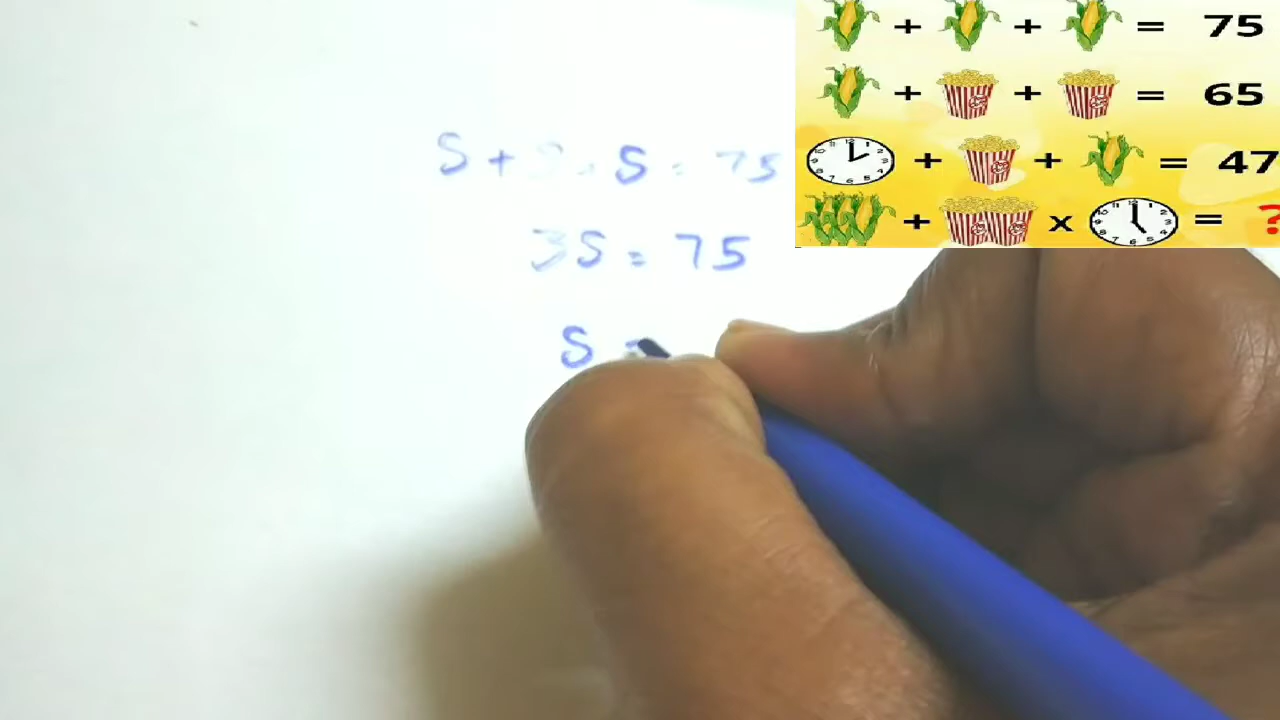 S + S + S = 75
3S = 75
S =
+ + = 75
+ + = 65
+ + = 47
+ x = ?